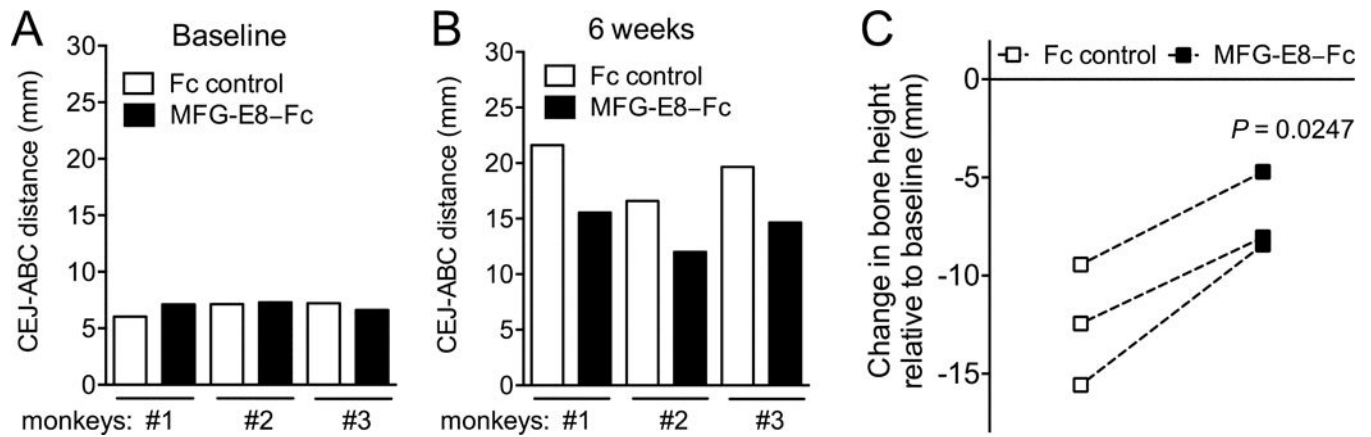 A Baseline
CEJ-ABC distance (mm)
30
25
20
15
10
5
0
Fc control
MFG-E8–Fc
monkeys: #1 #2 #3
B 6 weeks
CEJ-ABC distance (mm)
30
25
20
15
10
5
0
Fc control
MFG-E8–Fc
monkeys: #1 #2 #3
C
Change in bone height
relative to baseline (mm)
Fc control MFG-E8–Fc
0
-5
-10
-15
P = 0.0247